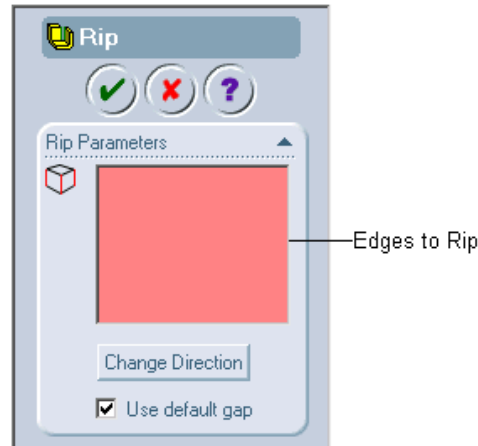 Rip
?
Rip Parameters
Edges to Rip
Change Direction
Use default gap